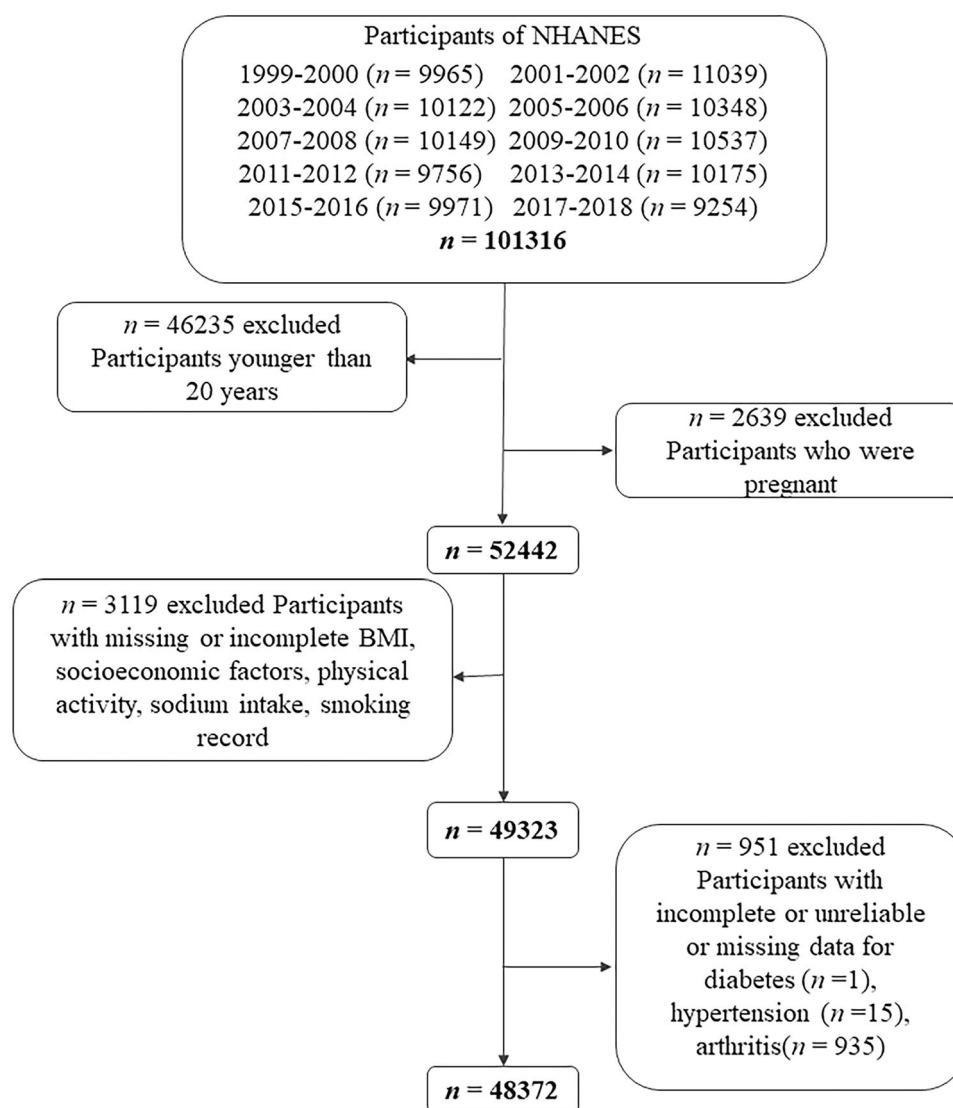 Participants of NHANES
1999-2000 (n = 9965) 2001-2002 (n = 11039)
2003-2004 (n = 10122) 2005-2006 (n = 10348)
2007-2008 (n = 10149) 2009-2010 (n = 10537)
2011-2012 (n = 9756) 2013-2014 (n = 10175)
2015-2016 (n = 9971) 2017-2018 (n = 9254)
n = 101316
n = 46235 excluded
Participants younger than
20 years
n = 2639 excluded
Participants who were
pregnant
n = 52442
n = 3119 excluded Participants
with missing or incomplete BMI,
socioeconomic factors, physical
activity, sodium intake, smoking
record
n = 49323
n = 951 excluded
Participants with
incomplete or unreliable
or missing data for
diabetes (n =1),
hypertension (n =15),
arthritis(n = 935)
n = 48372